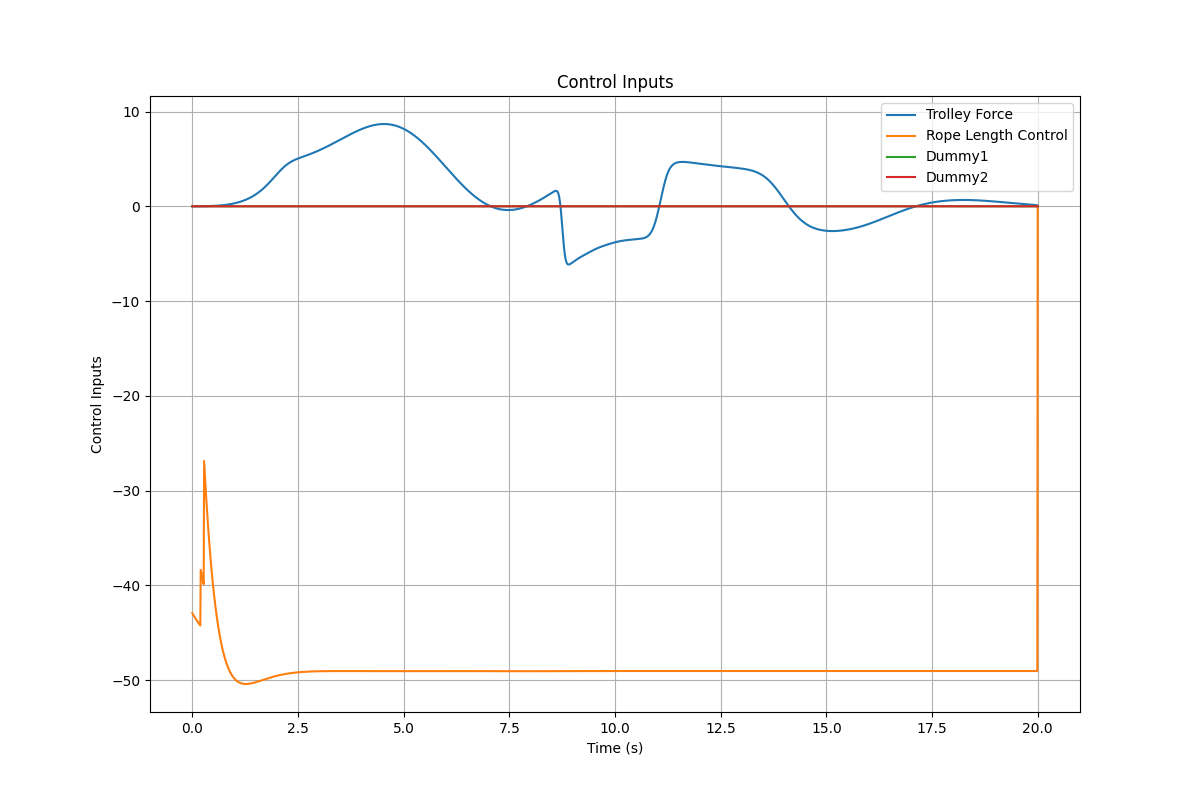 Control Inputs
Trolley Force
Rope Length Control
Dummy1
Dummy2
Control Inputs
10
0
−10
−20
−30
−40
−50
0.0 2.5 5.0 7.5 10.0 12.5 15.0 17.5 20.0
Time (s)